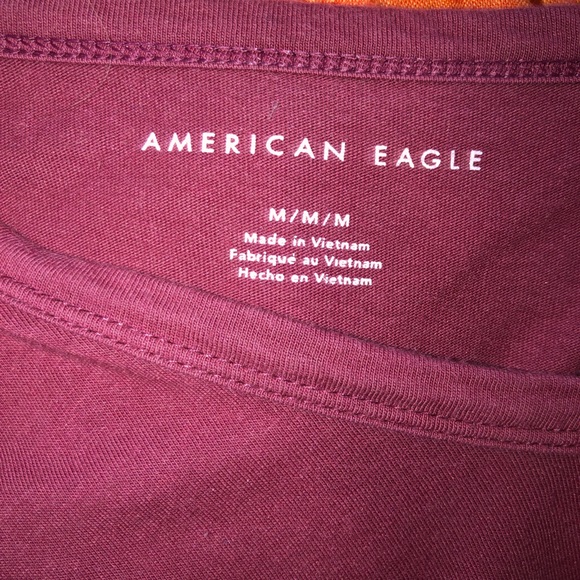 AMERICAN EAGLE
M/M/M
Made in Vietnam
Fabriqué au Vietnam
Hecho en Vietnam